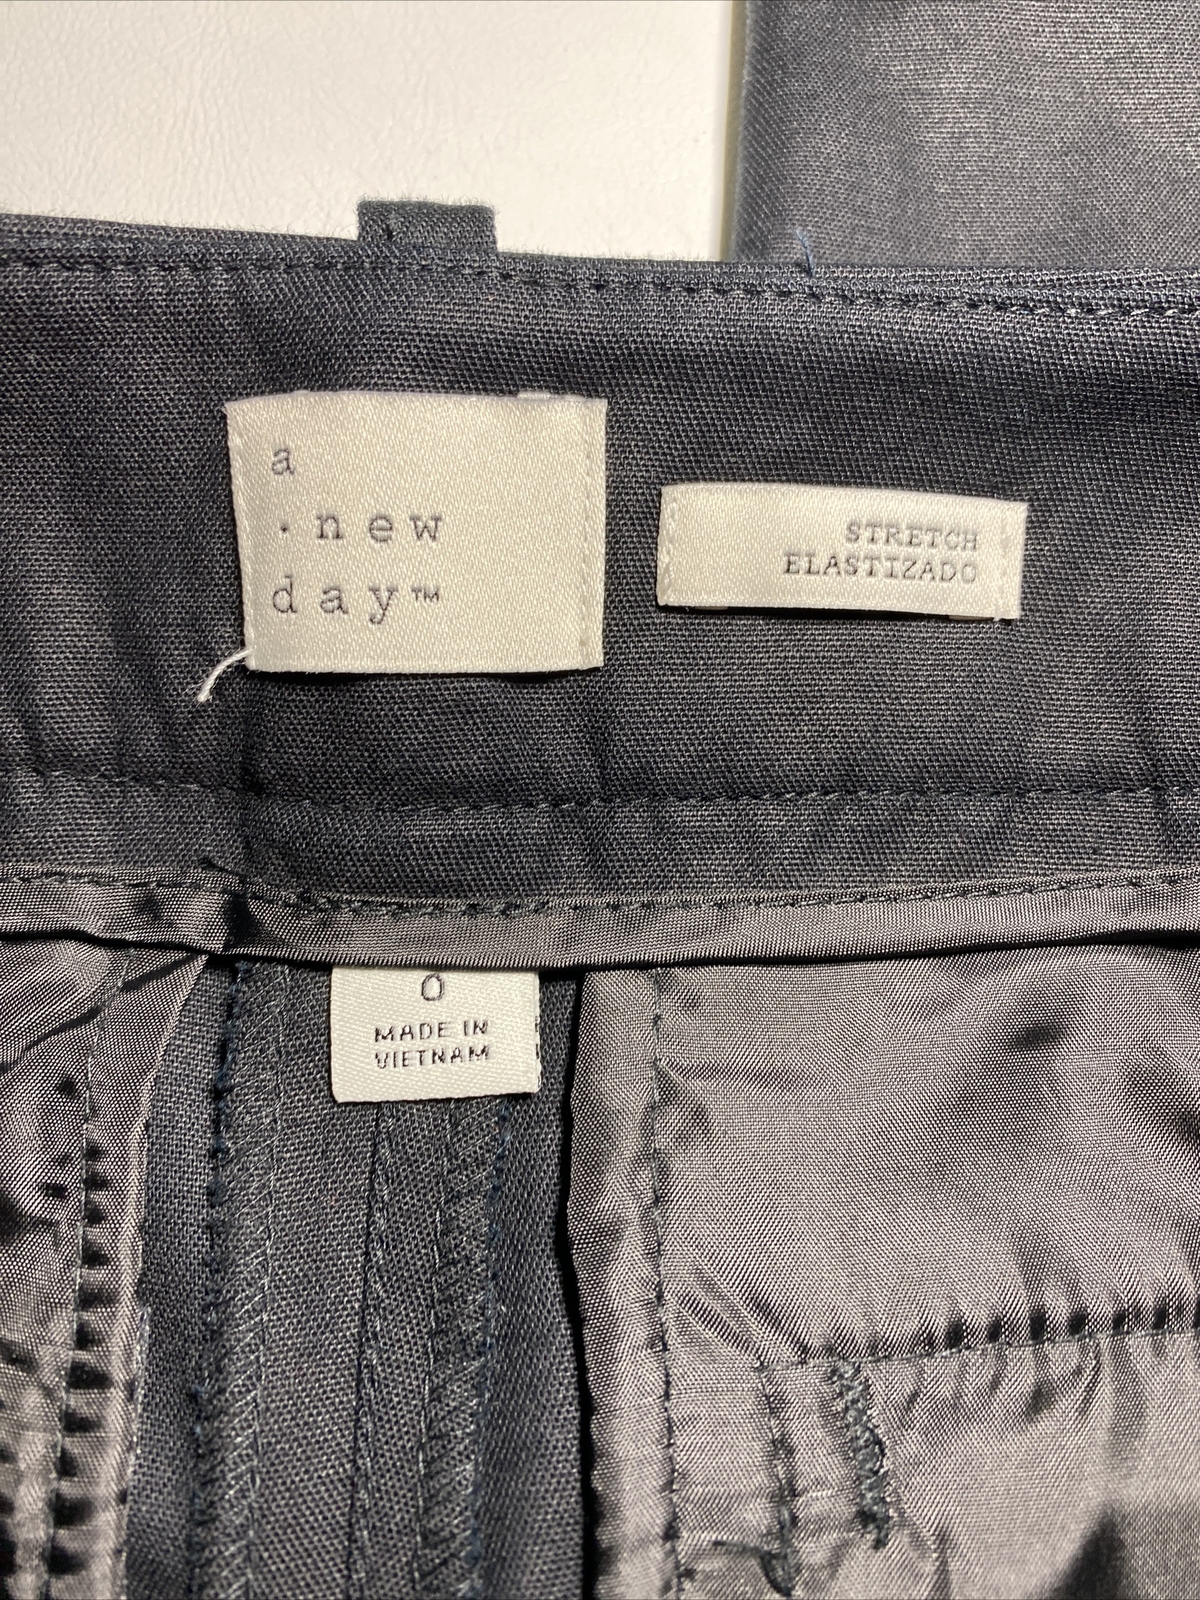 a
· new
day™
STRETCH
ELASTIZADO
0
MADE IN
VIETNAM